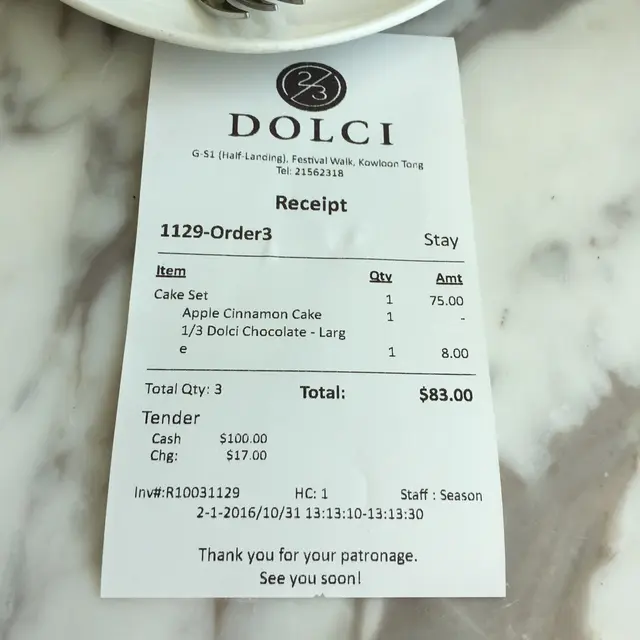 2/3
DOLCI
G-S1 (Half-Landing), Festival Walk, Kowloon Tong
Tel: 21562318
Receipt
1129-Order3 Stay
Item Qty Amt
Cake Set 1 75.00
Apple Cinnamon Cake 1 -
1/3 Dolci Chocolate - Larg
e 1 8.00
Total Qty: 3 Total: $83.00
Tender
Cash $100.00
Chg: $17.00
Inv#:R10031129 HC: 1 Staff : Season
2-1-2016/10/31 13:13:10-13:13:30
Thank you for your patronage.
See you soon!